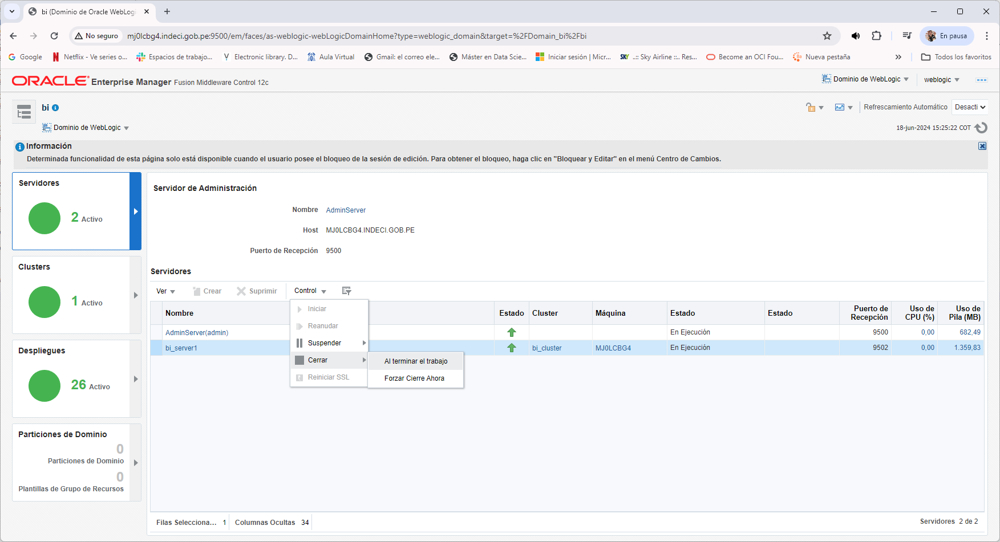 bi (Dominio de Oracle WebLogi
No seguro
mj0lcbg4.indeci.gob.pe:9500/em/faces/as-weblogic-webLogicDomainHome?type=weblogic_domain&target=%2FDomain_bi%2Fbi
En pausa
Google
Netflix - Ve series o...
Espacios de trabajo...
Electronic library. D...
Aula Virtual
Gmail: el correo ele...
Máster en Data Scie...
Iniciar sesión | Micr...
SKY
..:: Sky Airline ::.. Res...
Become an OCI Fou...
Nueva pestaña
Todos los favoritos
ORACLE Enterprise Manager Fusion Middleware Control 12c
Dominio de WebLogic
weblogic
bi
Refrescamiento Automático
Desacti
Dominio de WebLogic
18-jun-2024 15:25:22 COT
Información
Determinada funcionalidad de esta página solo está disponible cuando el usuario posee el bloqueo de la sesión de edición. Para obtener el bloqueo, haga clic en "Bloquear y Editar" en el menú Centro de Cambios.
Servidores
2 Activo
Clusters
1 Activo
Despliegues
26 Activo
Particiones de Dominio
0
Particiones de Dominio
0
Plantillas de Grupo de Recursos
Servidor de Administración
Nombre AdminServer
Host MJ0LCBG4.INDECI.GOB.PE
Puerto de Recepción 9500
Servidores
Ver
Crear
Suprimir
Control
Nombre
Estado
Cluster
Máquina
Estado
Estado
Puerto de Recepción
Uso de CPU (%)
Uso de Pila (MB)
AdminServer(admin)
En Ejecución
9500
0,00
682,49
bi_server1
bi_cluster
MJ0LCBG4
En Ejecución
9502
0,00
1.359,83
Iniciar
Reanudar
Suspender
Cerrar
Reiniciar SSL
Al terminar el trabajo
Forzar Cierre Ahora
Filas Selecciona... 1
Columnas Ocultas 34
Servidores 2 de 2